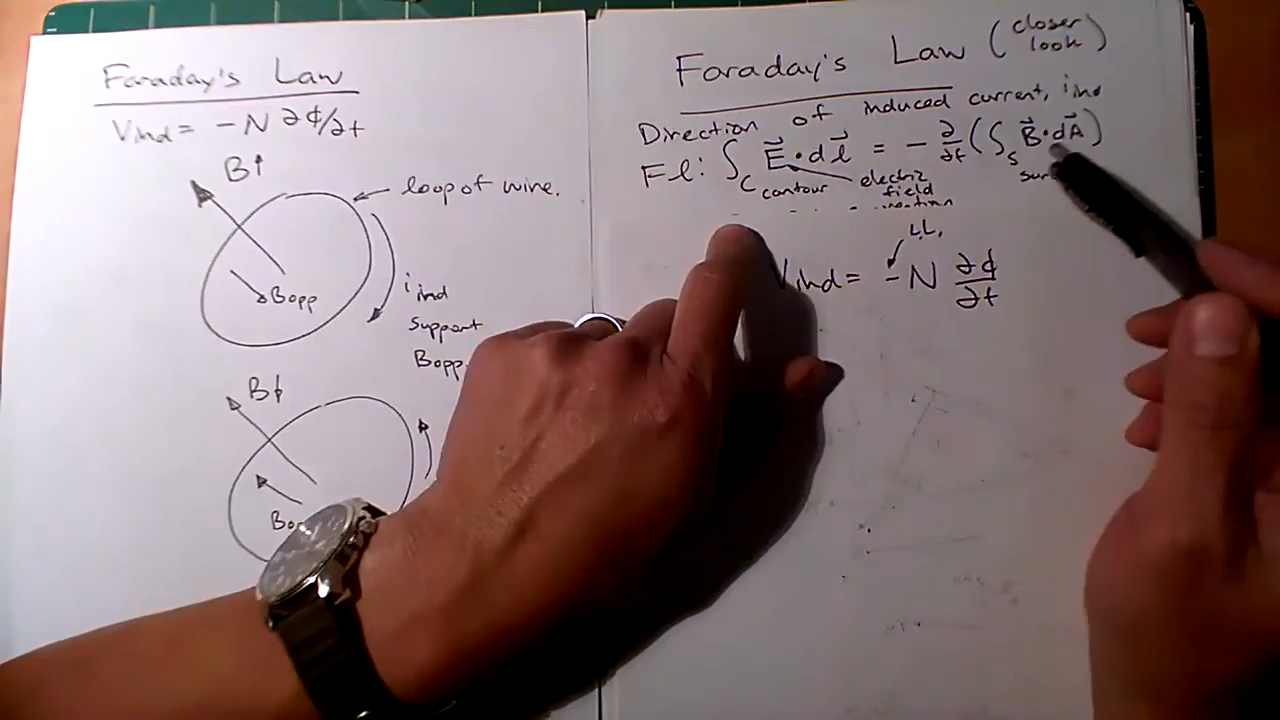 Faraday's Law
Vind = -N ∂ϕ/∂t
B↑
loop of wire.
Bopp
iind
support
Bopp
B↓
Faraday's Law (closer look)
Direction of induced current, iind
Fl: ∫C E⃗·dl⃗ = - ∂/∂t (∫S B⃗·dA⃗)
contour
electric
field
L.L.
Vind = -N ∂ϕ/∂t